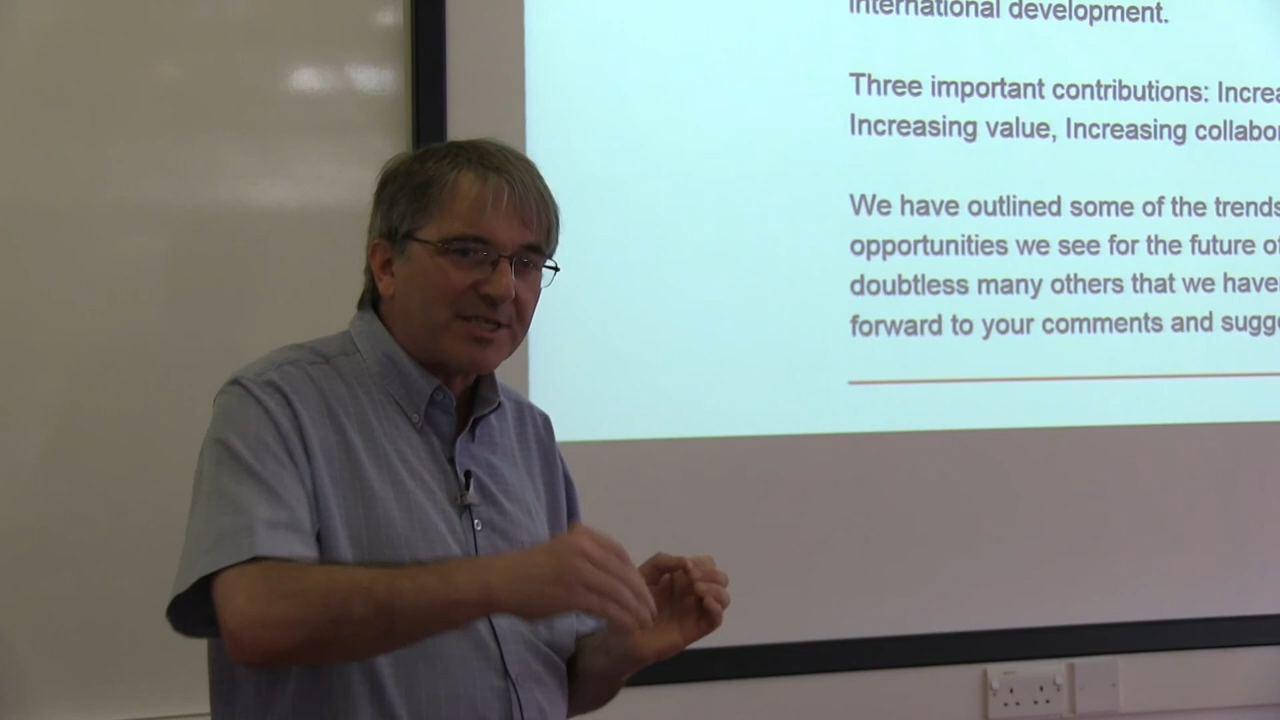 international development.
Three important contributions: Increa
Increasing value, Increasing collabor
We have outlined some of the trends
opportunities we see for the future of
doubtless many others that we have
forward to your comments and sugge